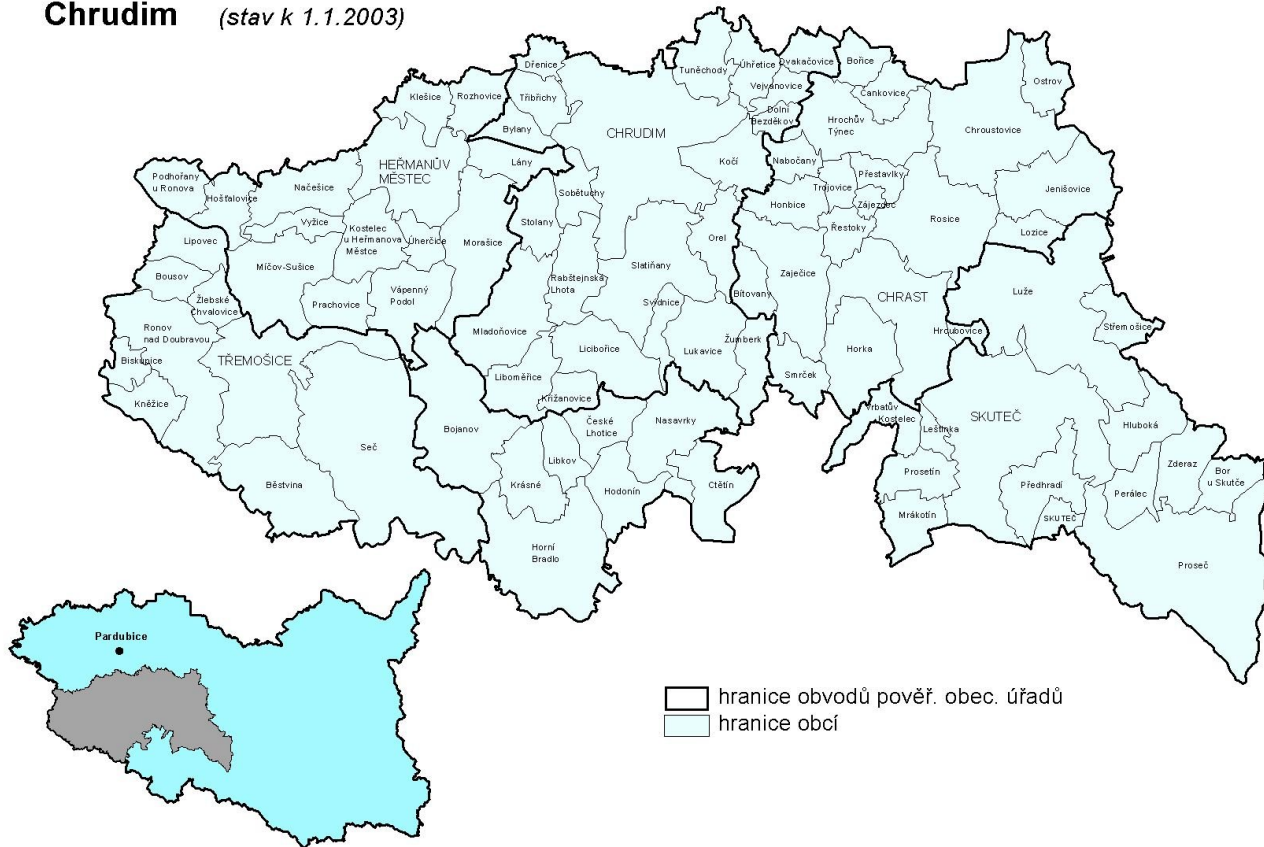 Chrudim (stav k 1.1.2003)
Dřenice
Tuněchody
Úhřetice
Dvakačovice
Bořice
Ostrov
Klešice
Rozhovice
Třibřichy
Vejvanovice
Čankovice
Dolní
Bezděkov
Bylany
CHRUDIM
Hrochův
Týnec
Chroustovice
HEŘMANŮV
MĚSTEC
Lány
Kočí
Nabočany
Přestavlky
Podhořany
u Ronova
Hošťalovice
Načešice
Sobětuchy
Trojovice
Jenišovice
Honbice
Zájezdec
Rosice
Vyžice
Kostelec
u Heřmanova
Městce
Úherčice
Morašice
Stolany
Orel
Řestoky
Lozice
Lipovec
Bousov
Míčov-Sušice
Slatiňany
Zaječice
Rabštejnská
Lhota
Žlebské
Chvalovice
Prachovice
Vápenný
Podol
Svídnice
Bítovany
CHRAST
Luže
Ronov
nad Doubravou
Mladoňovice
Střemošice
Hroubovice
Žumberk
Biskupice
TŘEMOŠICE
Licibořice
Lukavice
Horka
Kněžice
Liboměřice
Smrček
Křižanovice
Vrbatův
Kostelec
SKUTEČ
České
Lhotice
Nasavrky
Bojanov
Leštinka
Hluboká
Seč
Libkov
Zderaz
Bor
u Skutče
Běstvina
Krásné
Hodonín
Ctětín
Prosetín
Předhradí
Perálec
Mrákotín
SKUTEČ
Horní
Bradlo
Proseč
Pardubice
hranice obvodů pověř. obec. úřadů
hranice obcí